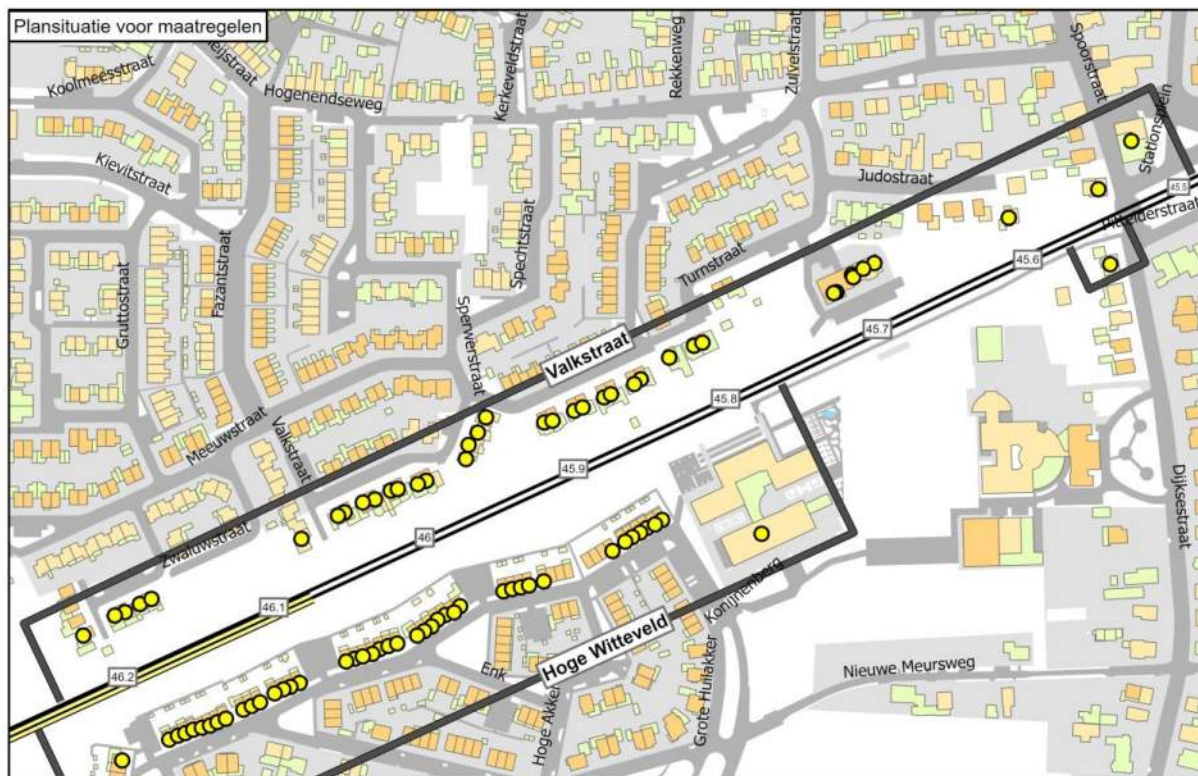 Plansituatie voor maatregelen
Koolmeesstraat
Hogenendseweg
Kerkeveldstraat
Rekkenweg
Zuivelstraat
Spoorstraat
Stationsplein
Kievitstraat
Judostraat
45.5
Pittelderstraat
Gruttostraat
Fazantstraat
Spechtstraat
Turnstraat
45.6
Sperwerstraat
Valkstraat
45.7
45.8
Meeuwstraat
Valkstraat
45.9
Zwaluwstraat
46
Dijksestraat
46.1
Konijnenberg
Hoge Witteveld
46.2
Enk
Nieuwe Meursweg
Hoge Akker
Grote Huilakker